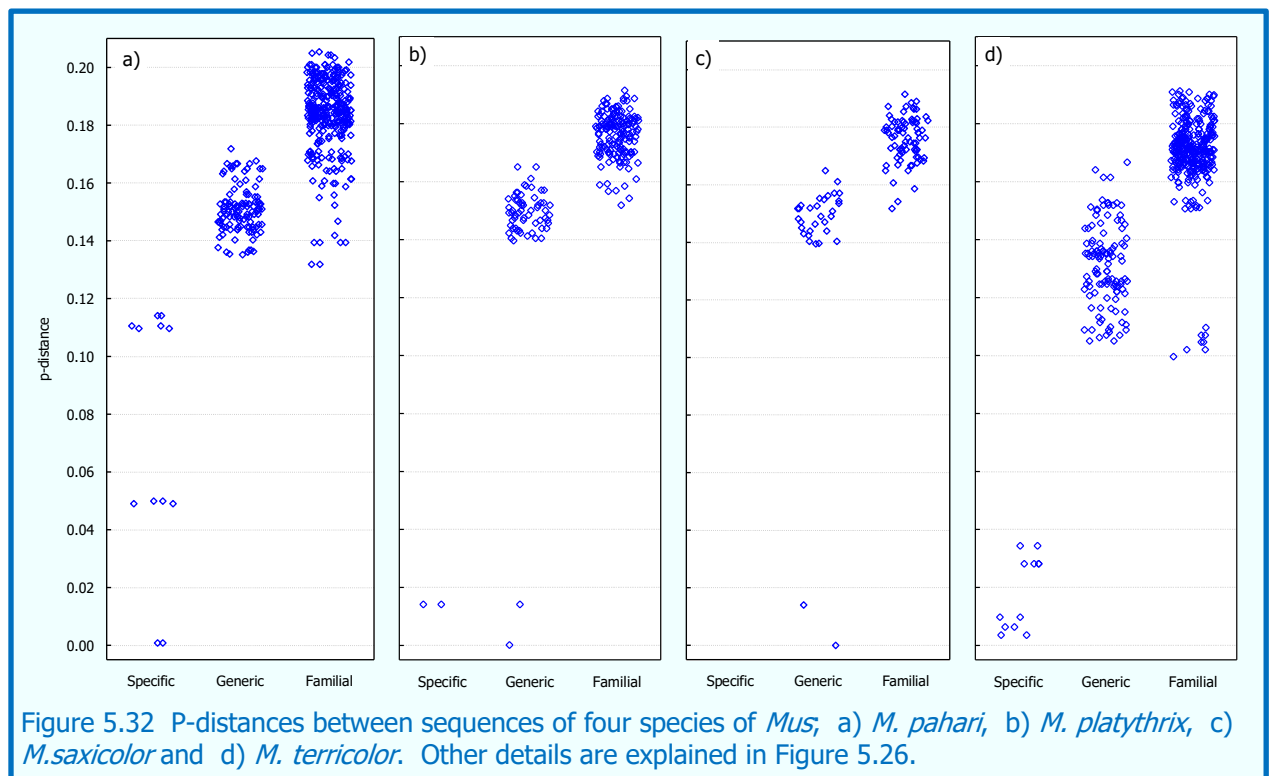 a)
b)
c)
d)
0.20
0.18
0.16
0.14
0.12
0.10
0.08
0.06
0.04
0.02
0.00
p-distance
Specific Generic Familial
Specific Generic Familial
Specific Generic Familial
Specific Generic Familial
Figure 5.32 P-distances between sequences of four species of Mus; a) M. pahari, b) M. platythrix, c)
M.saxicolor and d) M. terricolor. Other details are explained in Figure 5.26.